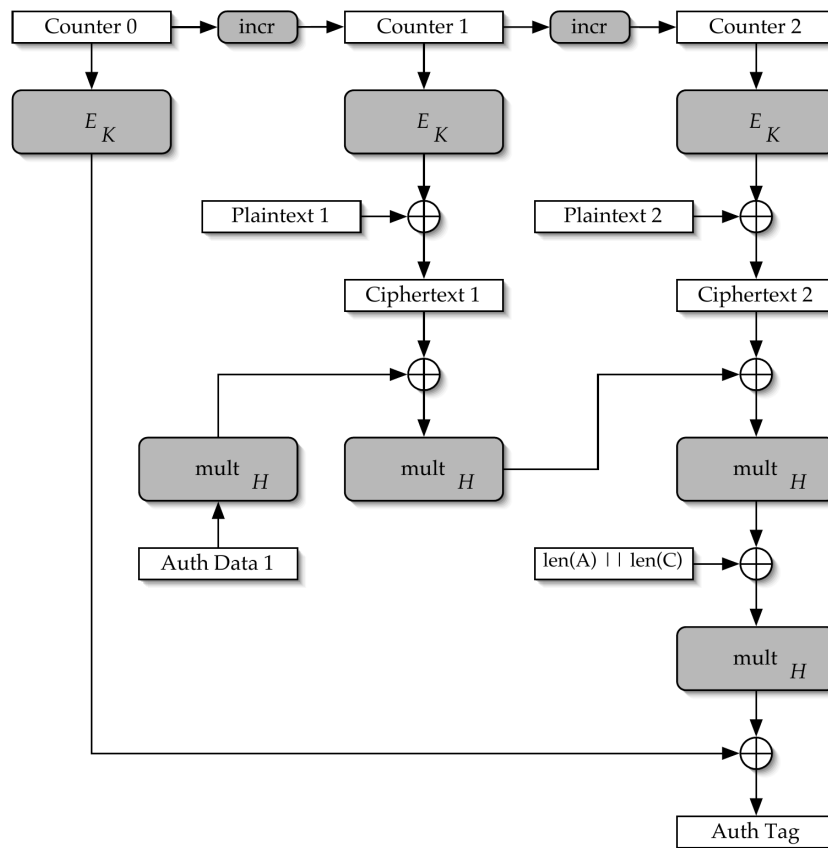 Counter 0
incr
Counter 1
incr
Counter 2
E K
E K
E K
Plaintext 1
Plaintext 2
Ciphertext 1
Ciphertext 2
mult H
mult H
mult H
Auth Data 1
len(A) || len(C)
mult H
Auth Tag